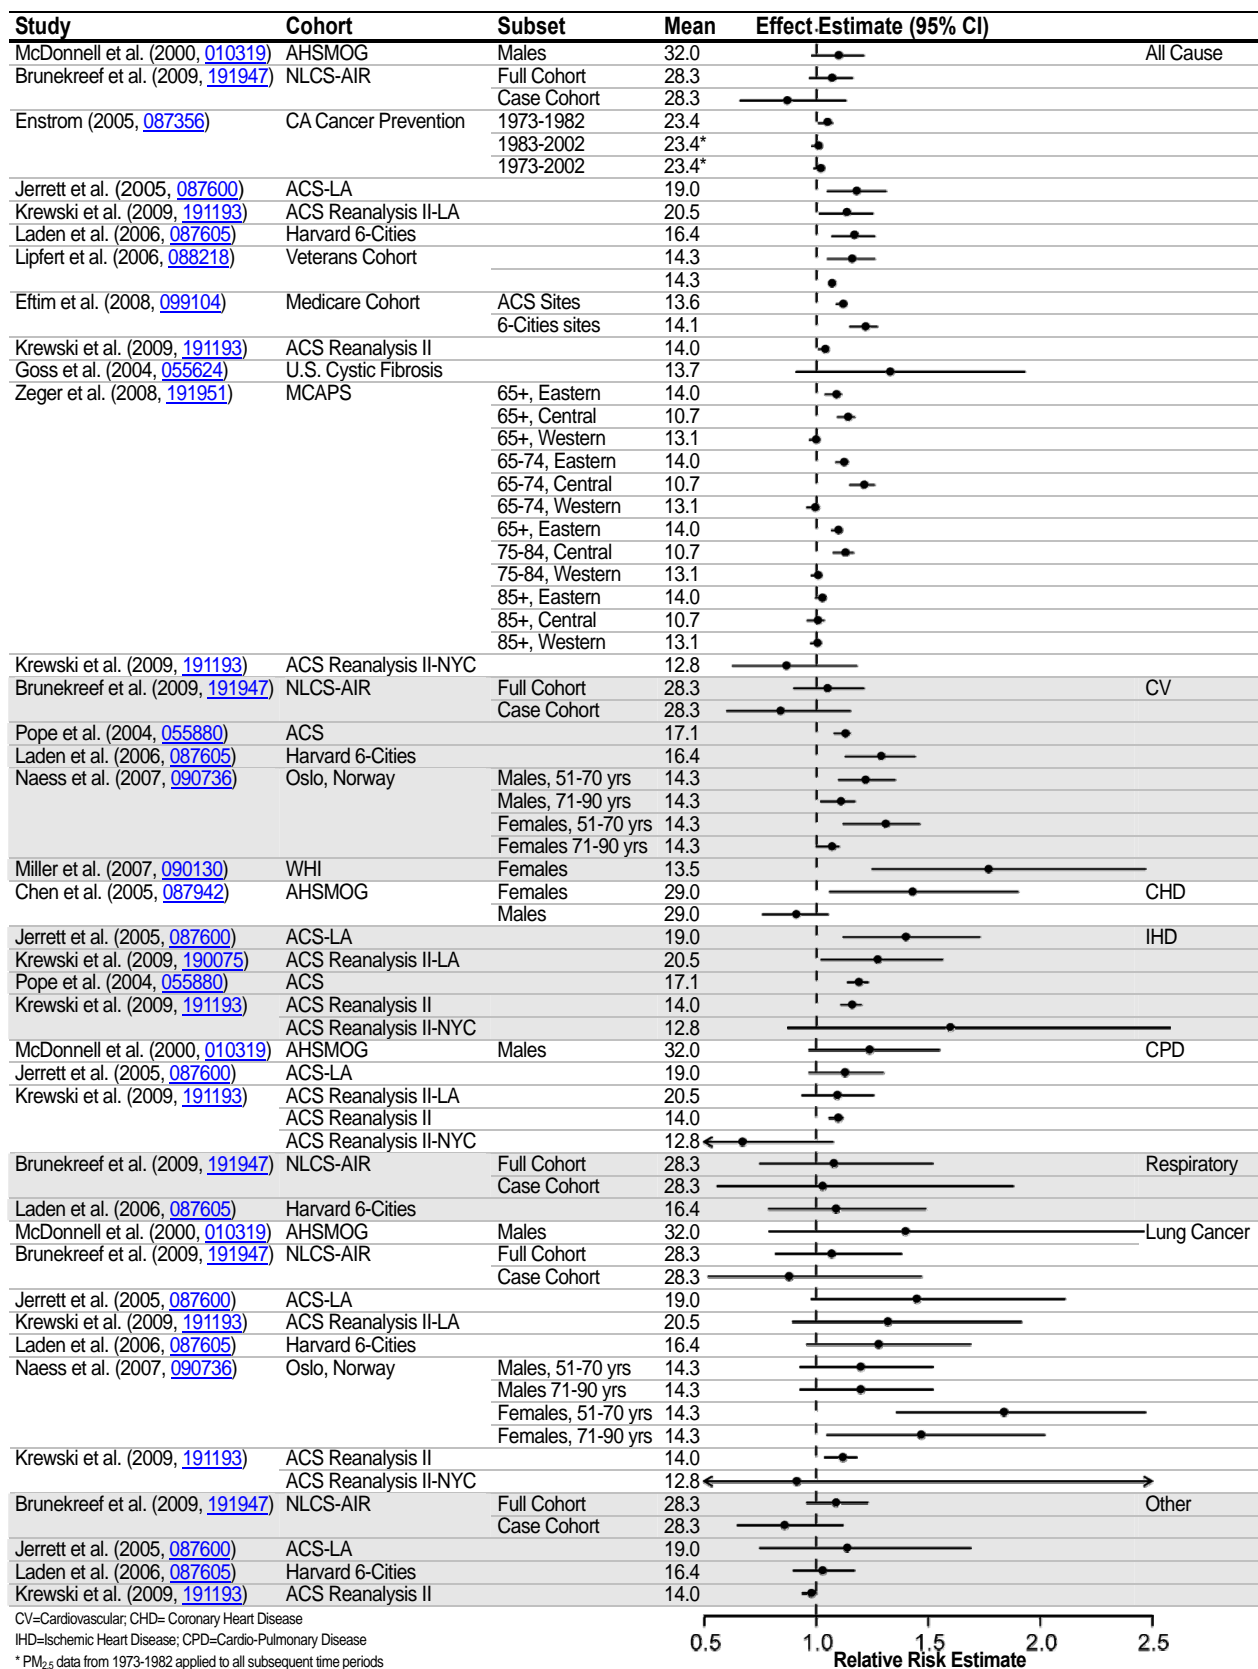 Study Cohort Subset Mean Effect Estimate (95% CI)
McDonnell et al. (2000, 010319) AHSMOG Males 32.0 All Cause
Brunekreef et al. (2009, 191947) NLCS-AIR Full Cohort 28.3
Case Cohort 28.3
Enstrom (2005, 087356) CA Cancer Prevention 1973-1982 23.4
1983-2002 23.4*
1973-2002 23.4*
Jerrett et al. (2005, 087600) ACS-LA 19.0
Krewski et al. (2009, 191193) ACS Reanalysis II-LA 20.5
Laden et al. (2006, 087605) Harvard 6-Cities 16.4
Lipfert et al. (2006, 088218) Veterans Cohort 14.3
14.3
Eftim et al. (2008, 099104) Medicare Cohort ACS Sites 13.6
6-Cities sites 14.1
Krewski et al. (2009, 191193) ACS Reanalysis II 14.0
Goss et al. (2004, 055624) U.S. Cystic Fibrosis 13.7
Zeger et al. (2008, 191951) MCAPS 65+, Eastern 14.0
65+, Central 10.7
65+, Western 13.1
65-74, Eastern 14.0
65-74, Central 10.7
65-74, Western 13.1
65+, Eastern 14.0
75-84, Central 10.7
75-84, Western 13.1
85+, Eastern 14.0
85+, Central 10.7
85+, Western 13.1
Krewski et al. (2009, 191193) ACS Reanalysis II-NYC 12.8
Brunekreef et al. (2009, 191947) NLCS-AIR Full Cohort 28.3 CV
Case Cohort 28.3
Pope et al. (2004, 055880) ACS 17.1
Laden et al. (2006, 087605) Harvard 6-Cities 16.4
Naess et al. (2007, 090736) Oslo, Norway Males, 51-70 yrs 14.3
Males, 71-90 yrs 14.3
Females, 51-70 yrs 14.3
Females 71-90 yrs 14.3
Miller et al. (2007, 090130) WHI Females 13.5
Chen et al. (2005, 087942) AHSMOG Females 29.0 CHD
Males 29.0
Jerrett et al. (2005, 087600) ACS-LA 19.0 IHD
Krewski et al. (2009, 190075) ACS Reanalysis II-LA 20.5
Pope et al. (2004, 055880) ACS 17.1
Krewski et al. (2009, 191193) ACS Reanalysis II 14.0
ACS Reanalysis II-NYC 12.8
McDonnell et al. (2000, 010319) AHSMOG Males 32.0 CPD
Jerrett et al. (2005, 087600) ACS-LA 19.0
Krewski et al. (2009, 191193) ACS Reanalysis II-LA 20.5
ACS Reanalysis II 14.0
ACS Reanalysis II-NYC 12.8
Brunekreef et al. (2009, 191947) NLCS-AIR Full Cohort 28.3 Respiratory
Case Cohort 28.3
Laden et al. (2006, 087605) Harvard 6-Cities 16.4
McDonnell et al. (2000, 010319) AHSMOG Males 32.0 Lung Cancer
Brunekreef et al. (2009, 191947) NLCS-AIR Full Cohort 28.3
Case Cohort 28.3
Jerrett et al. (2005, 087600) ACS-LA 19.0
Krewski et al. (2009, 191193) ACS Reanalysis II-LA 20.5
Laden et al. (2006, 087605) Harvard 6-Cities 16.4
Naess et al. (2007, 090736) Oslo, Norway Males, 51-70 yrs 14.3
Males 71-90 yrs 14.3
Females, 51-70 yrs 14.3
Females, 71-90 yrs 14.3
Krewski et al. (2009, 191193) ACS Reanalysis II 14.0
ACS Reanalysis II-NYC 12.8
Brunekreef et al. (2009, 191947) NLCS-AIR Full Cohort 28.3 Other
Case Cohort 28.3
Jerrett et al. (2005, 087600) ACS-LA 19.0
Laden et al. (2006, 087605) Harvard 6-Cities 16.4
Krewski et al. (2009, 191193) ACS Reanalysis II 14.0
CV=Cardiovascular; CHD= Coronary Heart Disease
IHD=Ischemic Heart Disease; CPD=Cardio-Pulmonary Disease
* PM2.5 data from 1973-1982 applied to all subsequent time periods
0.5 1.0 1.5 2.0 2.5
Relative Risk Estimate